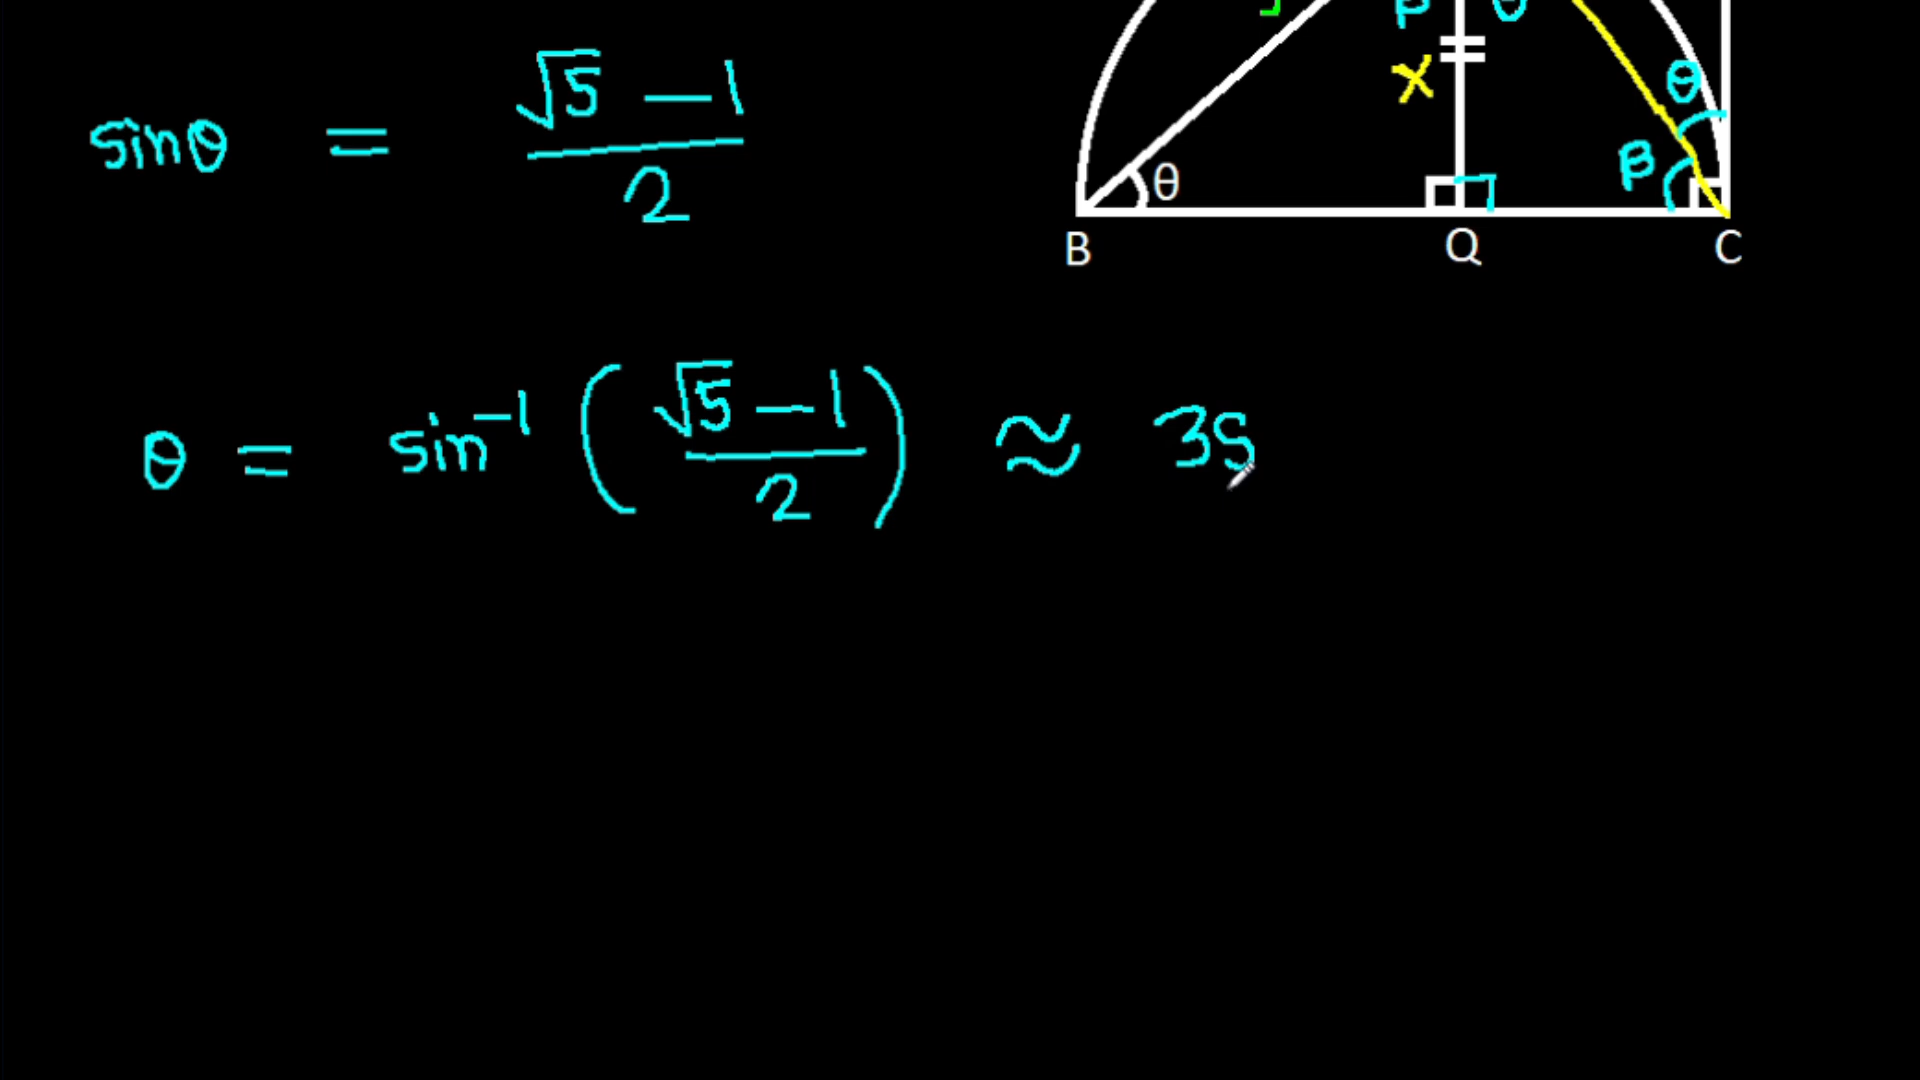 β θ
x
θ
sinθ = (√5 − 1)/2
β
θ
B Q C
θ = sin⁻¹((√5 − 1)/2) ≈ 38